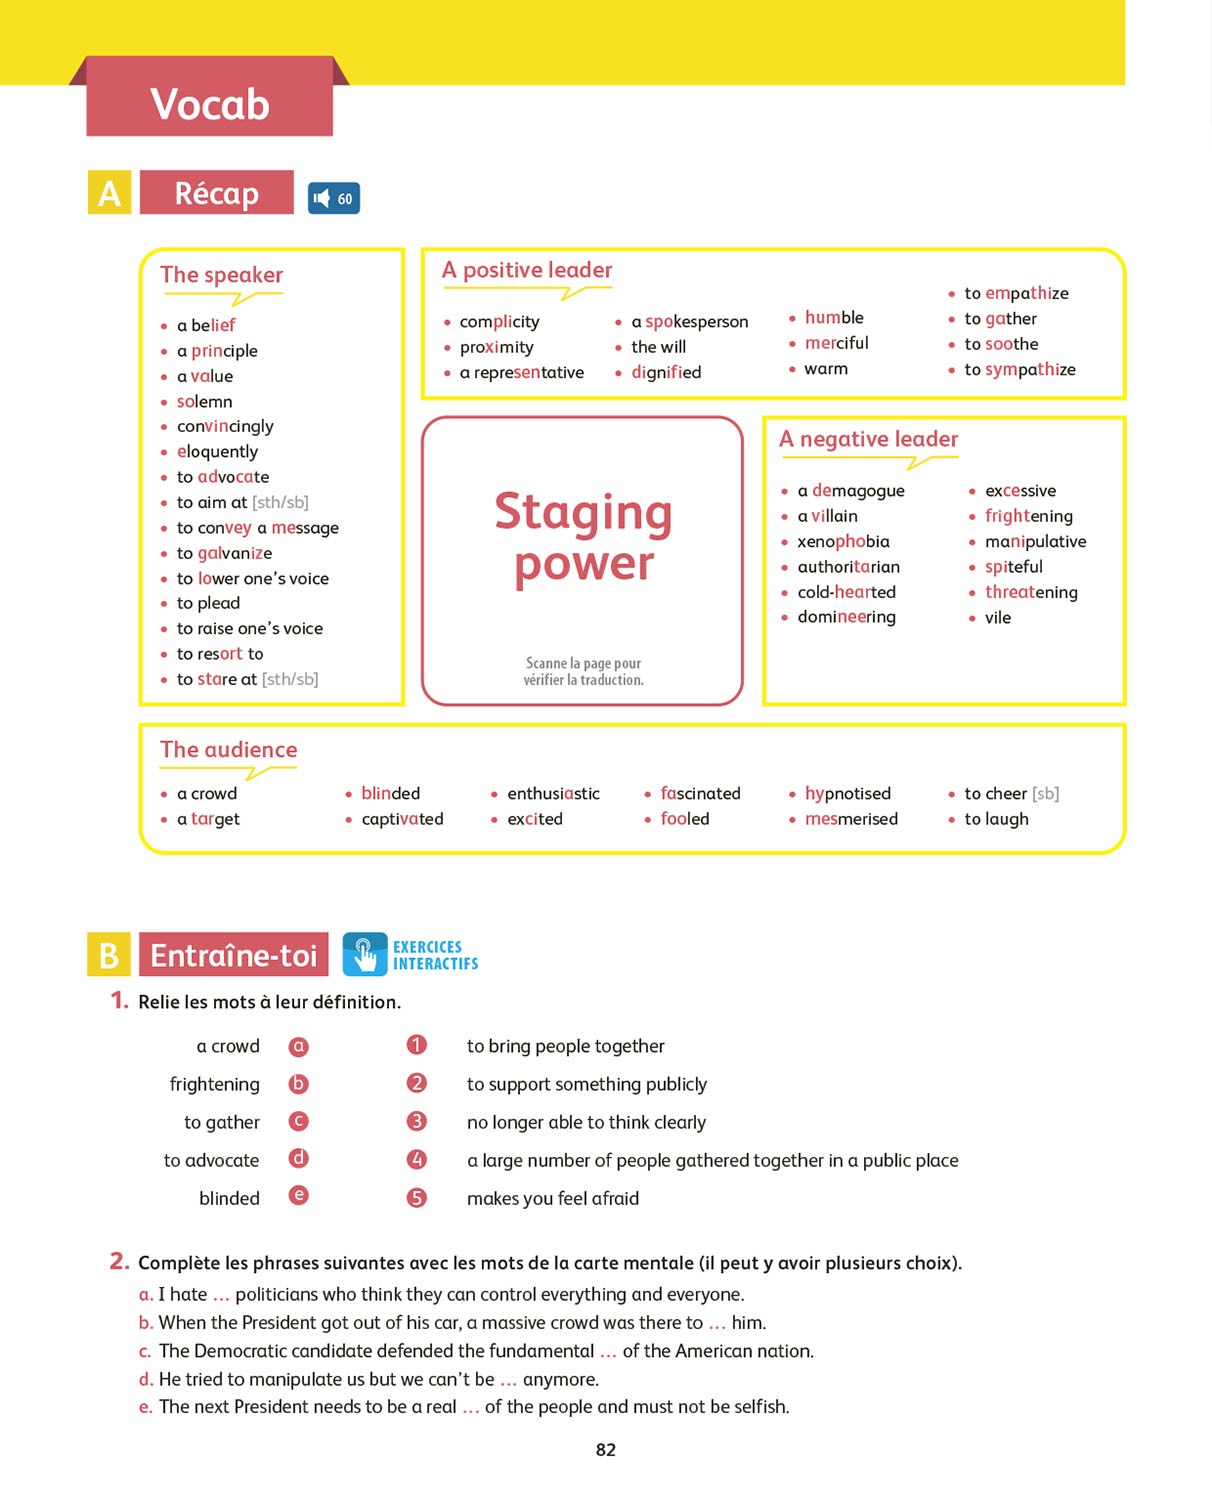 Vocab
A Récap 60
The speaker
• a belief
• a principle
• a value
• solemn
• convincingly
• eloquently
• to advocate
• to aim at [sth/sb]
• to convey a message
• to galvanize
• to lower one's voice
• to plead
• to raise one's voice
• to resort to
• to stare at [sth/sb]
A positive leader
• complicity
• proximity
• a representative
• a spokesperson
• the will
• dignified
• humble
• merciful
• warm
• to empathize
• to gather
• to soothe
• to sympathize
Staging
power
Scanne la page pour
vérifier la traduction.
A negative leader
• a demagogue
• a villain
• xenophobia
• authoritarian
• cold-hearted
• domineering
• excessive
• frightening
• manipulative
• spiteful
• threatening
• vile
The audience
• a crowd
• a target
• blinded
• captivated
• enthusiastic
• excited
• fascinated
• fooled
• hypnotised
• mesmerised
• to cheer [sb]
• to laugh
B Entraîne-toi
EXERCICES
INTERACTIFS
1. Relie les mots à leur définition.
a crowd a 1 to bring people together
frightening b 2 to support something publicly
to gather c 3 no longer able to think clearly
to advocate d 4 a large number of people gathered together in a public place
blinded e 5 makes you feel afraid
2. Complète les phrases suivantes avec les mots de la carte mentale (il peut y avoir plusieurs choix).
a. I hate ... politicians who think they can control everything and everyone.
b. When the President got out of his car, a massive crowd was there to ... him.
c. The Democratic candidate defended the fundamental ... of the American nation.
d. He tried to manipulate us but we can't be ... anymore.
e. The next President needs to be a real ... of the people and must not be selfish.
82